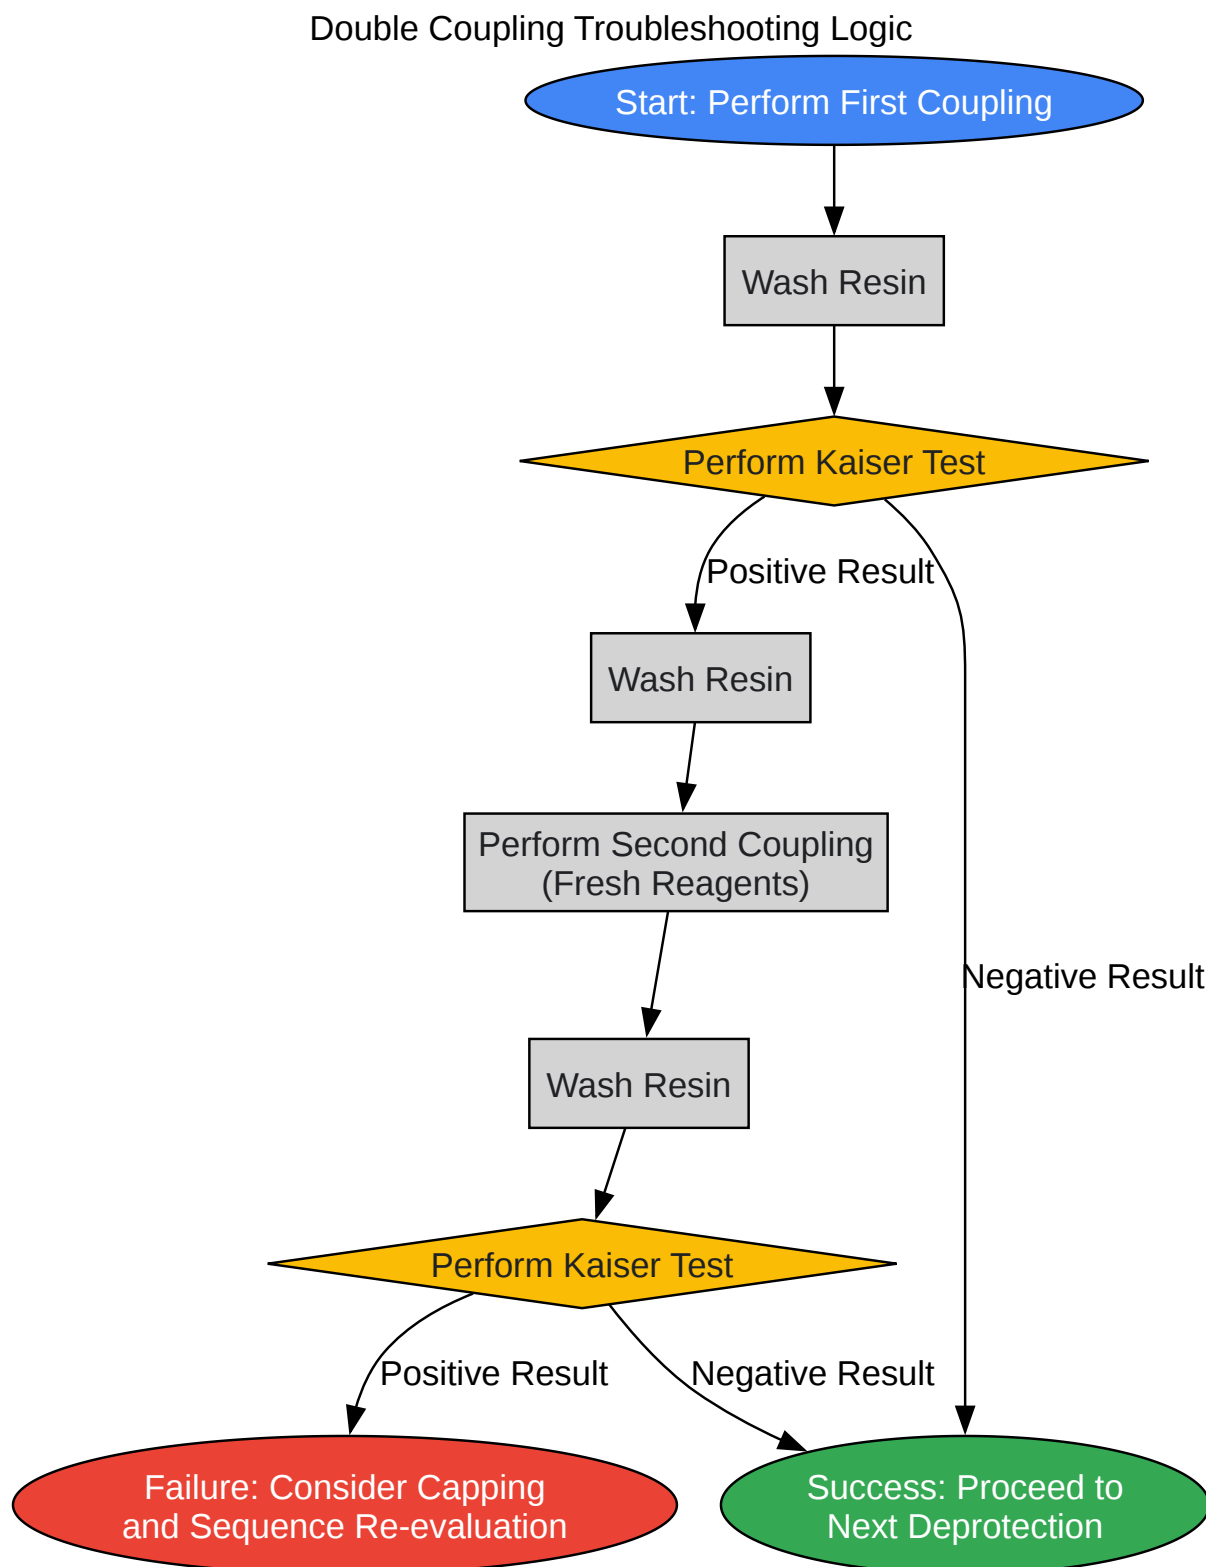 Double Coupling Troubleshooting Logic
Start: Perform First Coupling
Wash Resin
Perform Kaiser Test
Positive Result
Wash Resin
Perform Second Coupling
(Fresh Reagents)
Negative Result
Wash Resin
Perform Kaiser Test
Positive Result
Negative Result
Failure: Consider Capping
and Sequence Re-evaluation
Success: Proceed to
Next Deprotection